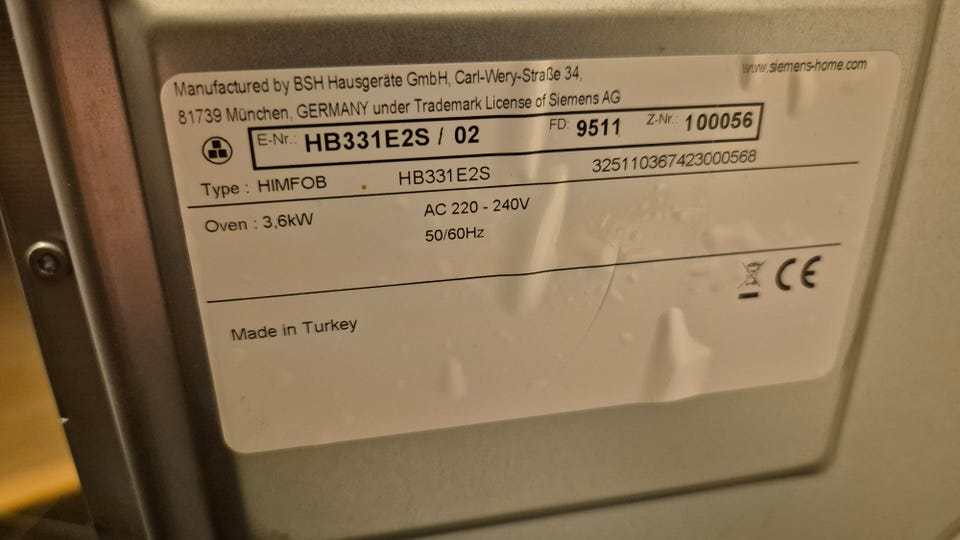 www.siemens-home.com
Manufactured by BSH Hausgeräte GmbH, Carl-Wery-Straße 34,
81739 München, GERMANY under Trademark License of Siemens AG
E-Nr.: HB331E2S / 02 FD: 9511 Z-Nr.: 100056
Type : HIMFOB HB331E2S 325110367423000568
Oven : 3,6kW AC 220 - 240V
50/60Hz
CE
Made in Turkey